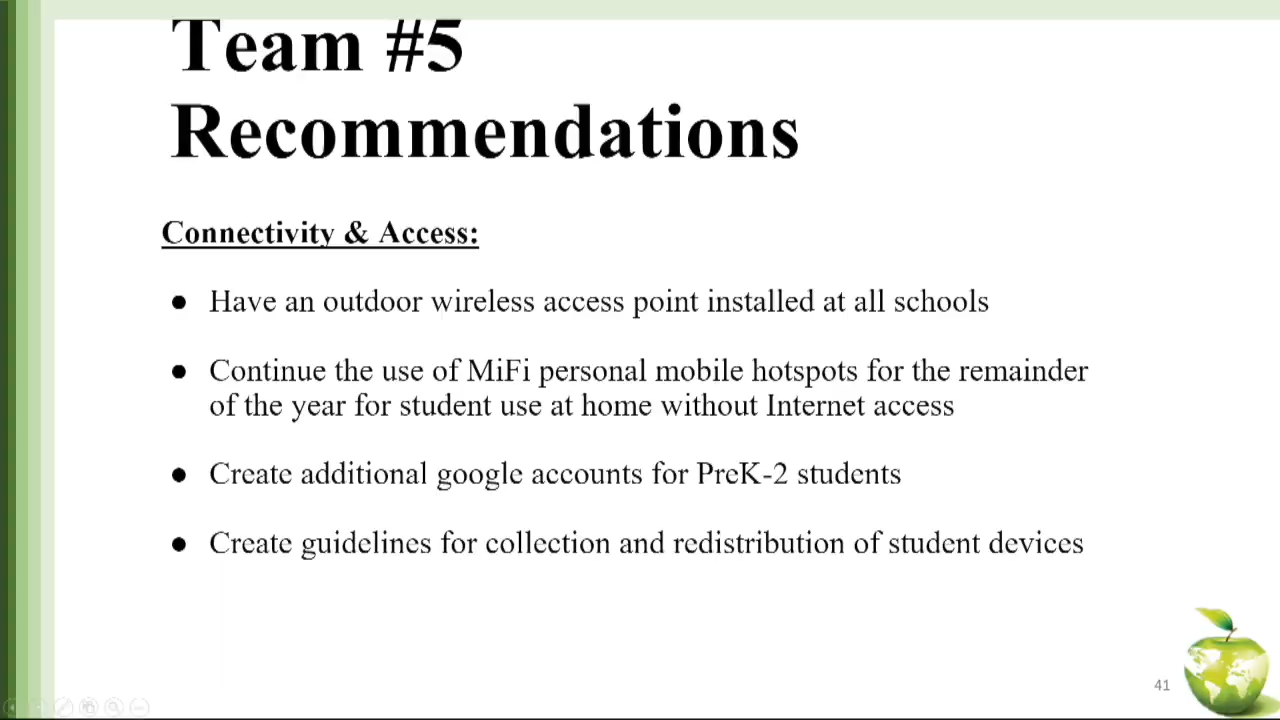 Team #5
Recommendations
Connectivity & Access:
● Have an outdoor wireless access point installed at all schools
● Continue the use of MiFi personal mobile hotspots for the remainder
of the year for student use at home without Internet access
● Create additional google accounts for PreK-2 students
● Create guidelines for collection and redistribution of student devices
41